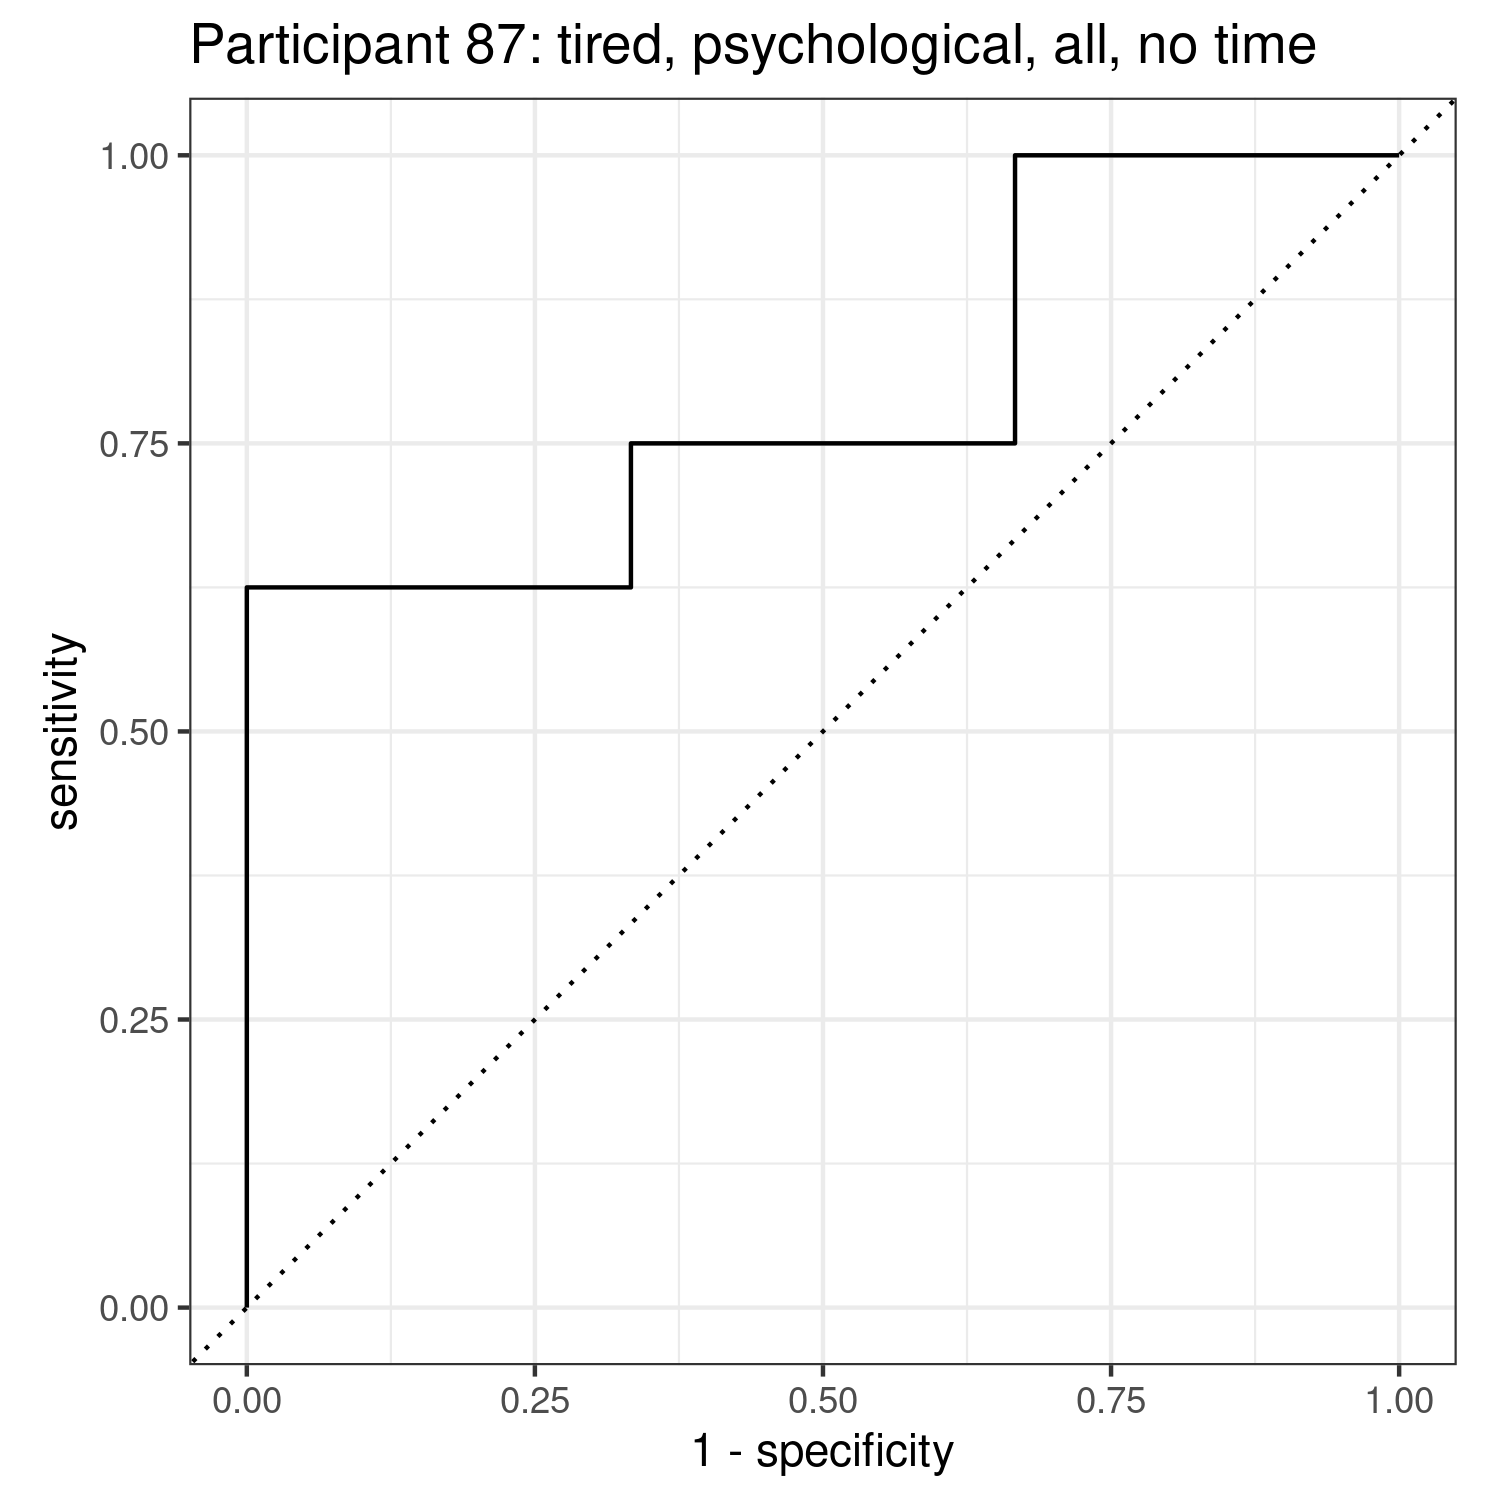 Participant 87: tired, psychological, all, no time
1.00
0.75
0.50
0.25
0.00
sensitivity
0.00 0.25 0.50 0.75 1.00
1 - specificity